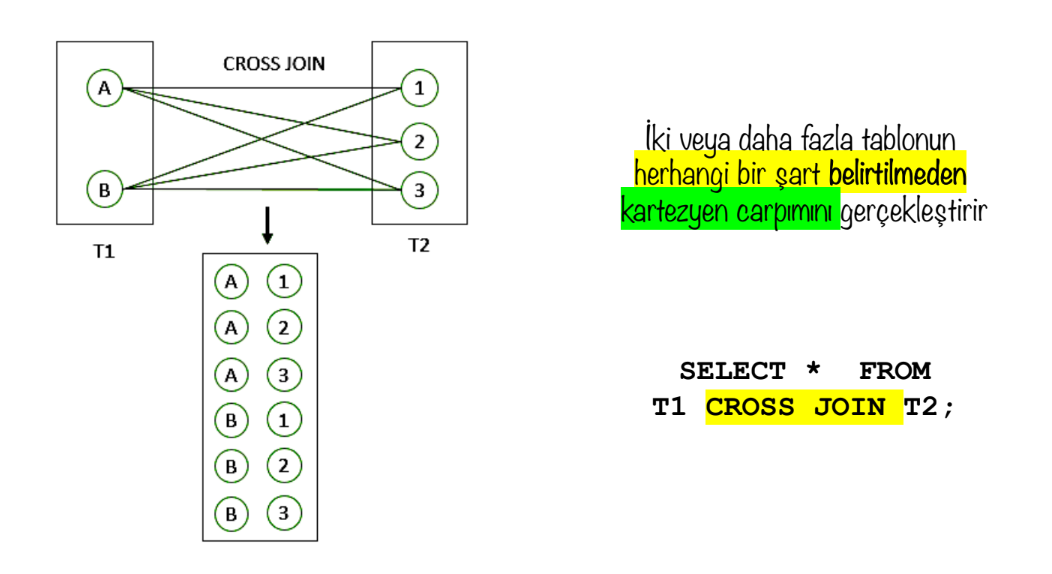 CROSS JOIN
A
B
1
2
3
T1
T2
A 1
A 2
A 3
B 1
B 2
B 3
İki veya daha fazla tablonun
herhangi bir şart belirtilmeden
kartezyen carpımını gerçekleştirir
SELECT * FROM
T1 CROSS JOIN T2;